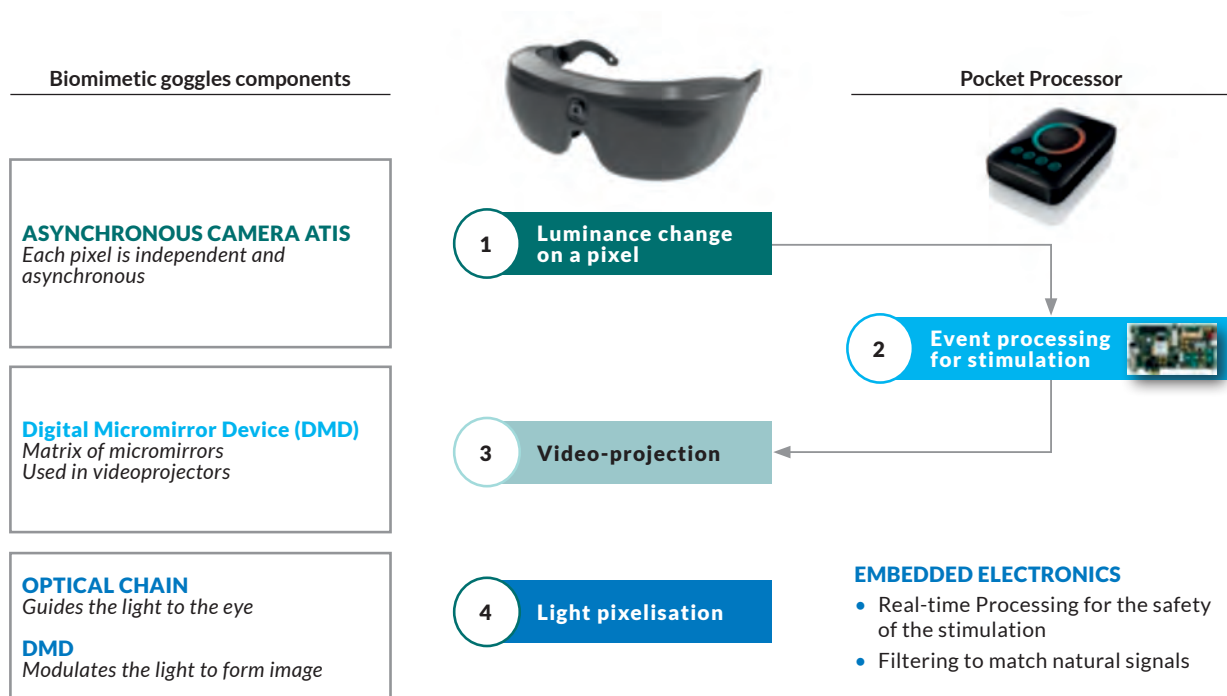 Biomimetic goggles components
Pocket Processor
ASYNCHRONOUS CAMERA ATIS
Each pixel is independent and
asynchronous
1
Luminance change
on a pixel
2
Event processing
for stimulation
Digital Micromirror Device (DMD)
Matrix of micromirrors
Used in videoprojectors
3
Video-projection
OPTICAL CHAIN
Guides the light to the eye
DMD
Modulates the light to form image
4
Light pixelisation
EMBEDDED ELECTRONICS
• Real-time Processing for the safety
of the stimulation
• Filtering to match natural signals